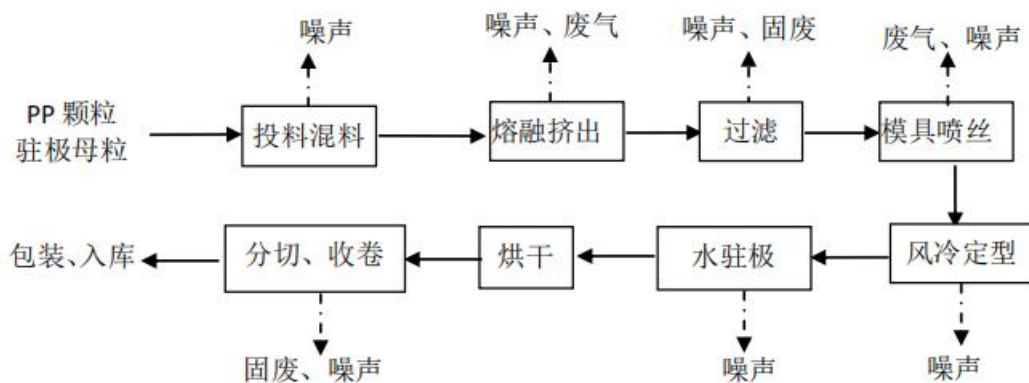 噪声
噪声、废气
噪声、固废
废气、噪声
PP 颗粒
驻极母粒
投料混料
熔融挤出
过滤
模具喷丝
包装、入库
分切、收卷
烘干
水驻极
风冷定型
固废、噪声
噪声
噪声